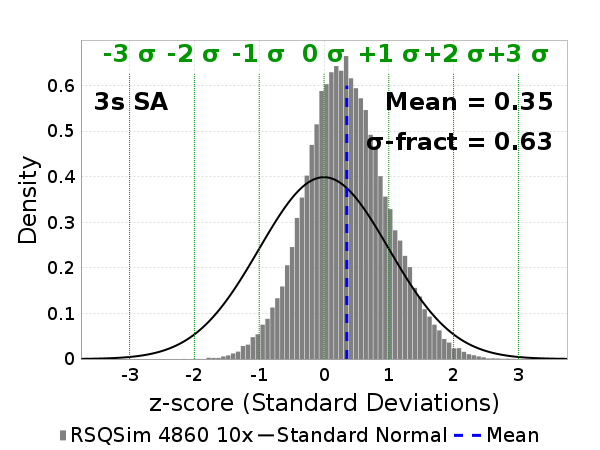 -3 σ -2 σ -1 σ 0 σ +1 σ +2 σ +3 σ
3s SA
Mean = 0.35
σ-fract = 0.63
0.6
0.5
0.4
0.3
0.2
0.1
0
Density
-3 -2 -1 0 1 2 3
z-score (Standard Deviations)
RSQSim 4860 10x Standard Normal Mean